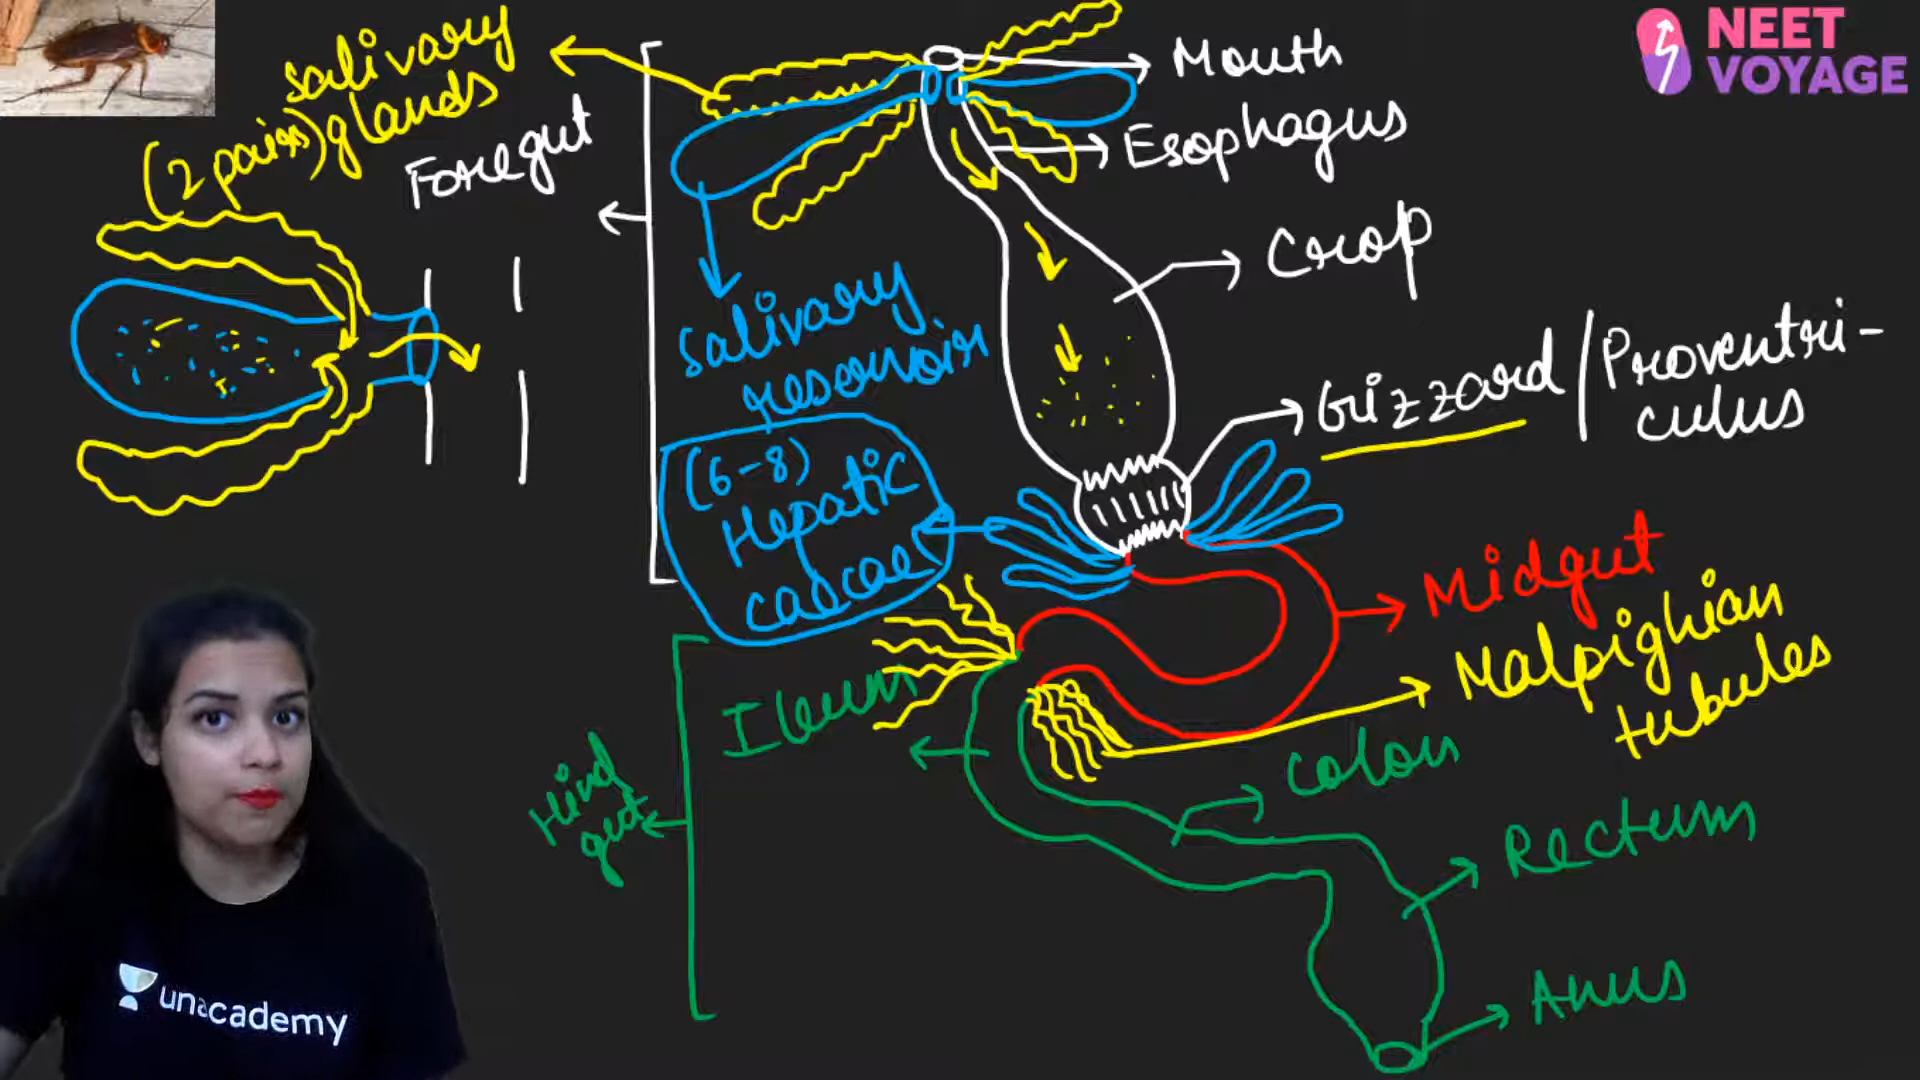 NEET
VOYAGE
salivary
glands
(2 pairs)
Foregut
Mouth
Esophagus
Crop
Salivary
reservoir
Gizzard/Proventri-
culus
(6-8)
Hepatic
caecae
Midgut
Malpighian
tubules
Ileum
Hind
gut
Colon
Rectum
Anus
unacademy